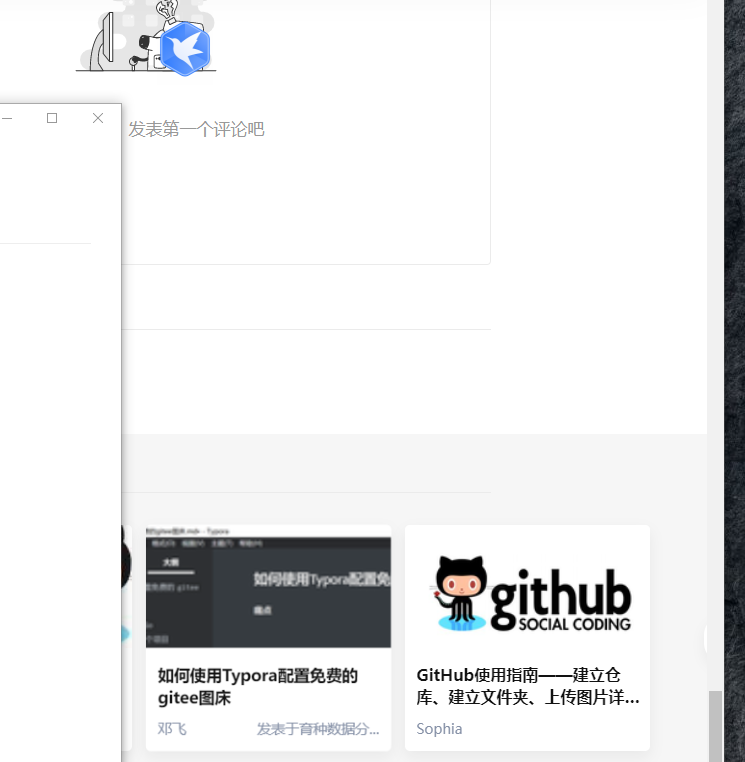 发表第一个评论吧
大纲
如何使用Typora配置免
痛点
github
SOCIAL CODING
如何使用Typora配置免费的
gitee图床
邓飞
发表于育种数据分...
GitHub使用指南——建立仓
库、建立文件夹、上传图片详...
Sophia